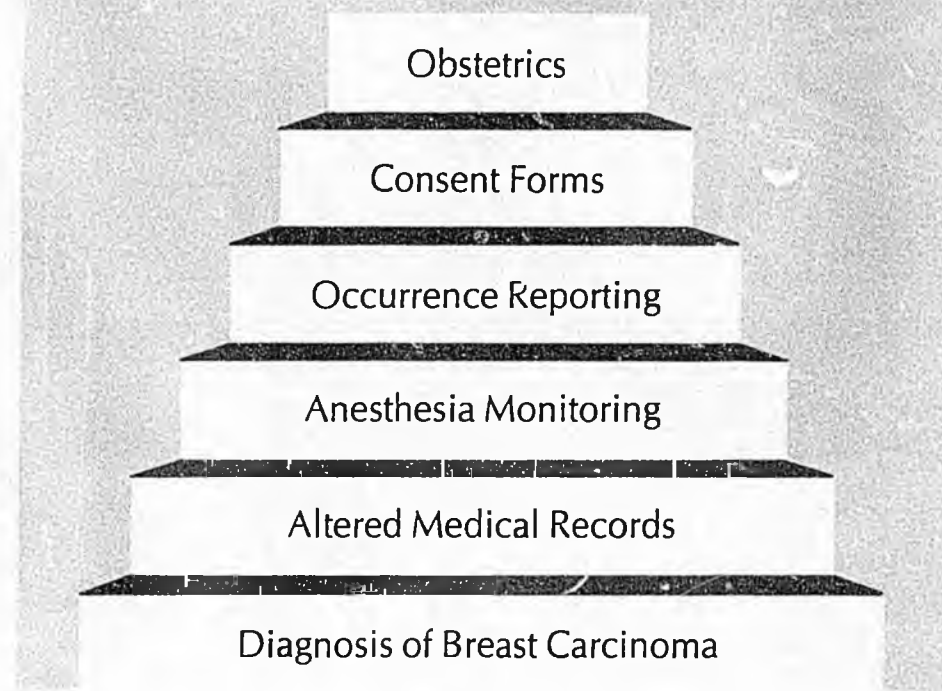 Obstetrics
Consent Forms
Occurrence Reporting
Anesthesia Monitoring
Altered Medical Records
Diagnosis of Breast Carcinoma